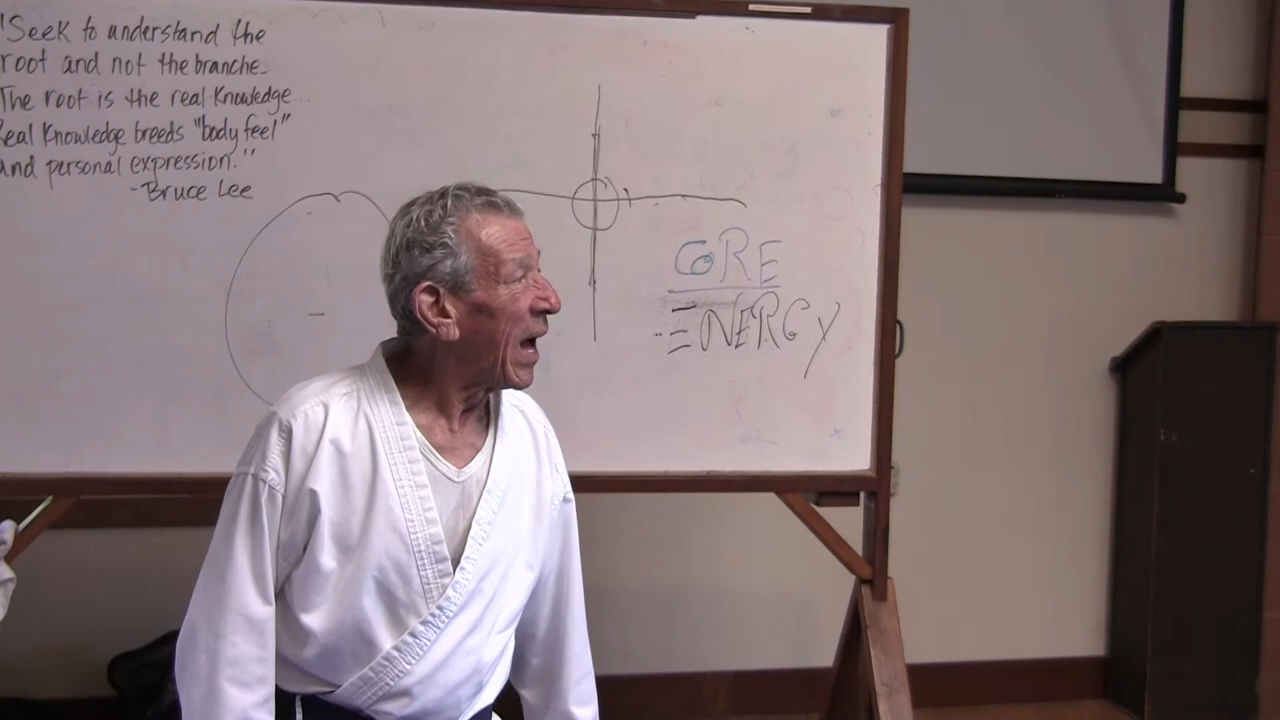 "Seek to understand the
root and not the branche
The root is the real Knowledge
Real Knowledge breeds "body feel"
and personal expression."
-Bruce Lee
CORE
ENERGY